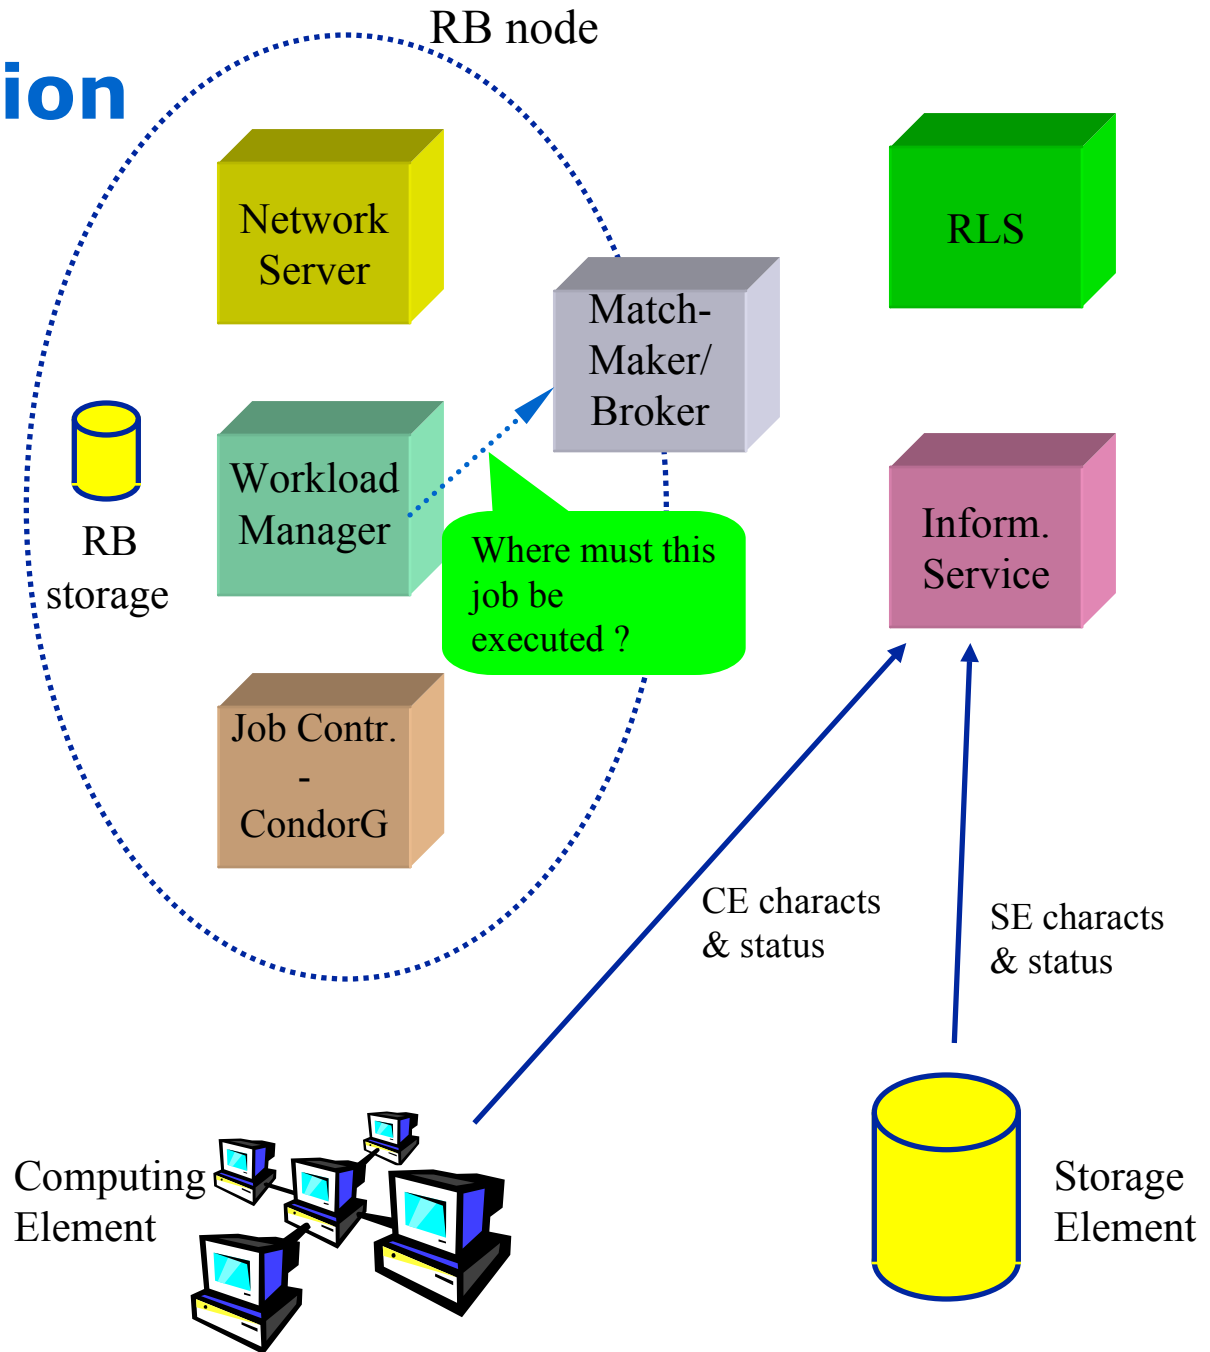 RB node
ion
Network
Server
RLS
Match-
Maker/
Broker
Workload
Manager
RB
storage
Where must this
job be
executed ?
Inform.
Service
Job Contr.
-
CondorG
CE characts
& status
SE characts
& status
Computing
Element
Storage
Element